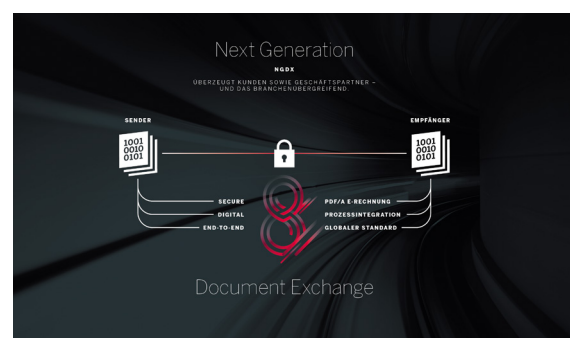 Next Generation
NGDX
ÜBERZEUGT KUNDEN SOWIE GESCHÄFTSPARTNER –
UND DAS BRANCHENÜBERGREIFEND.
SENDER
EMPFÄNGER
1001
0010
0101
1001
0010
0101
SECURE
DIGITAL
END-TO-END
8
PDF/A E-RECHNUNG
PROZESSINTEGRATION
GLOBALER STANDARD
Document Exchange